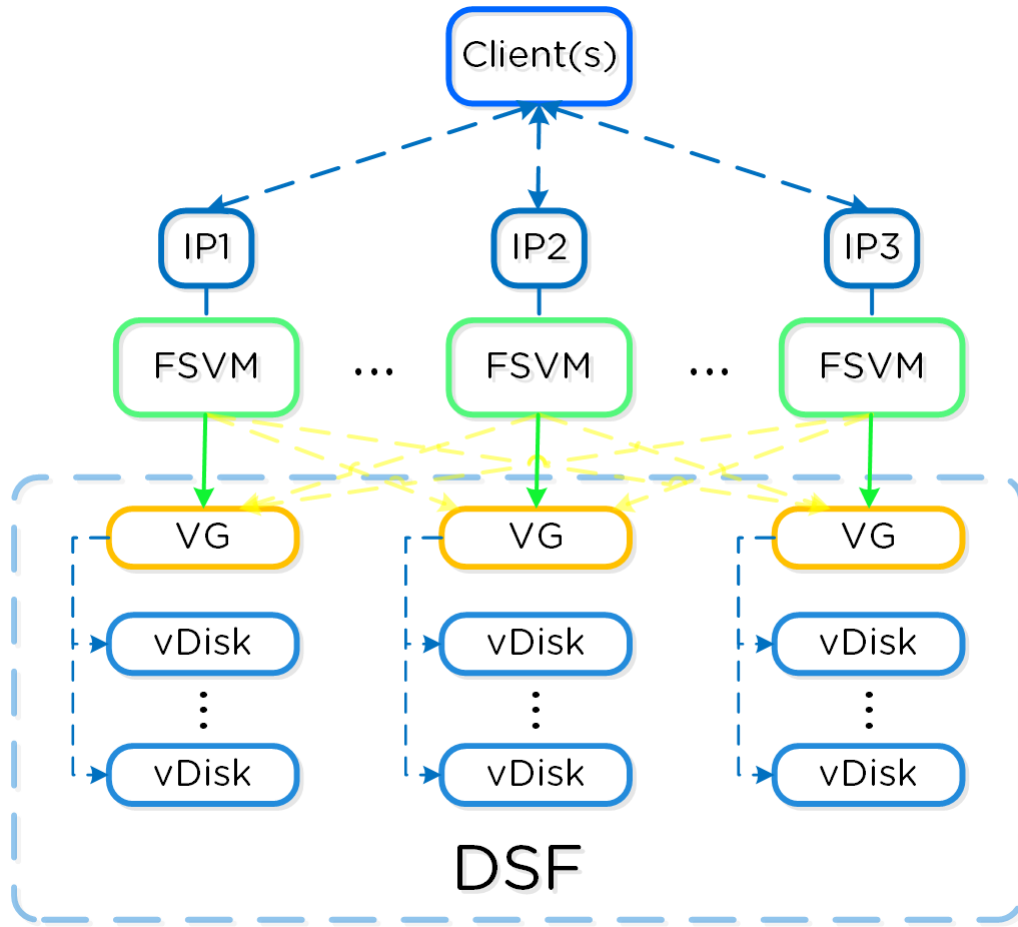 Client(s)
IP1
IP2
IP3
FSVM
...
FSVM
...
FSVM
VG
VG
VG
vDisk
vDisk
vDisk
vDisk
vDisk
vDisk
DSF